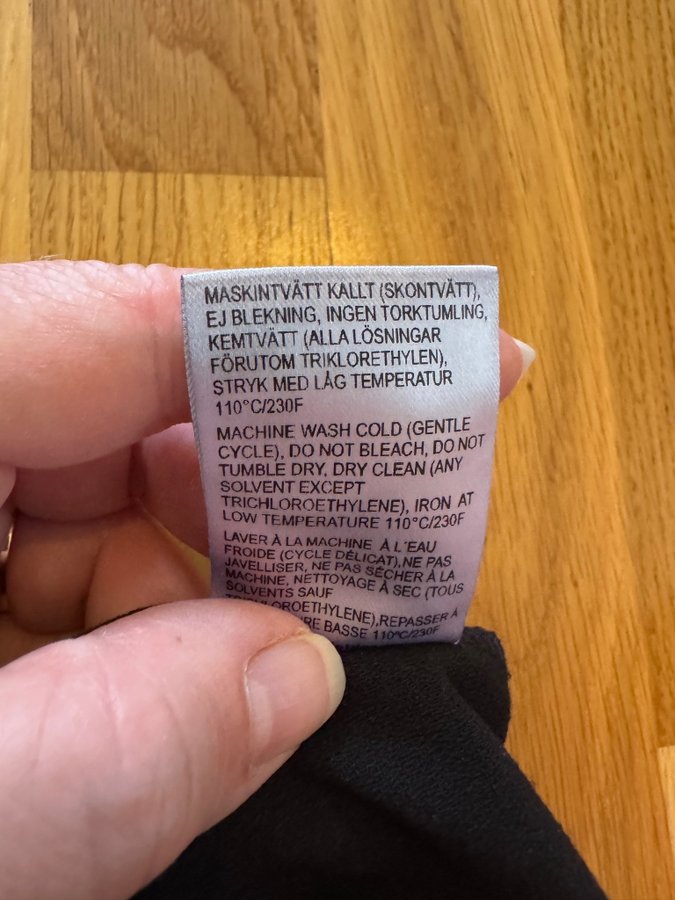 MASKINTVÄTT KALLT (SKONTVÄTT),
EJ BLEKNING, INGEN TORKTUMLING,
KEMTVÄTT (ALLA LÖSNINGAR
FÖRUTOM TRIKLORETHYLEN),
STRYK MED LÅG TEMPERATUR
110°C/230F
MACHINE WASH COLD (GENTLE
CYCLE), DO NOT BLEACH, DO NOT
TUMBLE DRY, DRY CLEAN (ANY
SOLVENT EXCEPT
TRICHLOROETHYLENE), IRON AT
LOW TEMPERATURE 110°C/230F
LAVER À LA MACHINE À L'EAU
FROIDE (CYCLE DÉLICAT),NE PAS
JAVELLISER, NE PAS SÉCHER À LA
MACHINE, NETTOYAGE À SEC (TOUS
SOLVENTS SAUF
TRICHLOROETHYLENE),REPASSER À
BASSE 110°C/230F